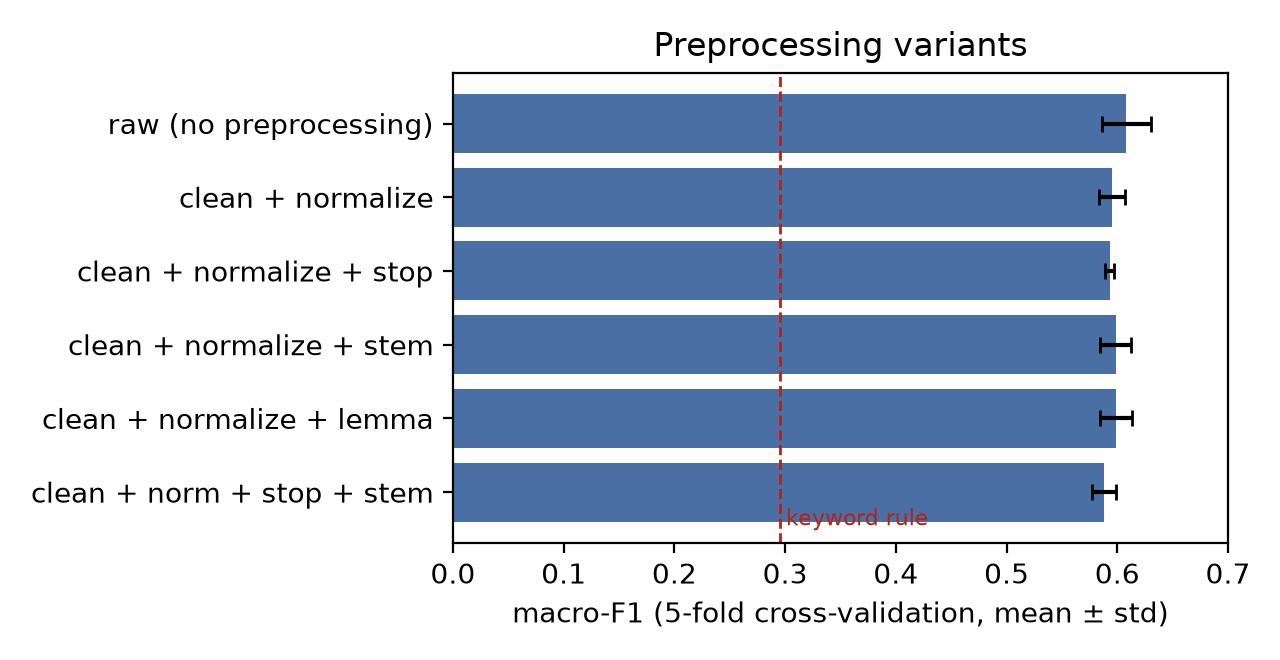 Preprocessing variants
raw (no preprocessing)
clean + normalize
clean + normalize + stop
clean + normalize + stem
clean + normalize + lemma
clean + norm + stop + stem
keyword rule
0.0 0.1 0.2 0.3 0.4 0.5 0.6 0.7
macro-F1 (5-fold cross-validation, mean ± std)